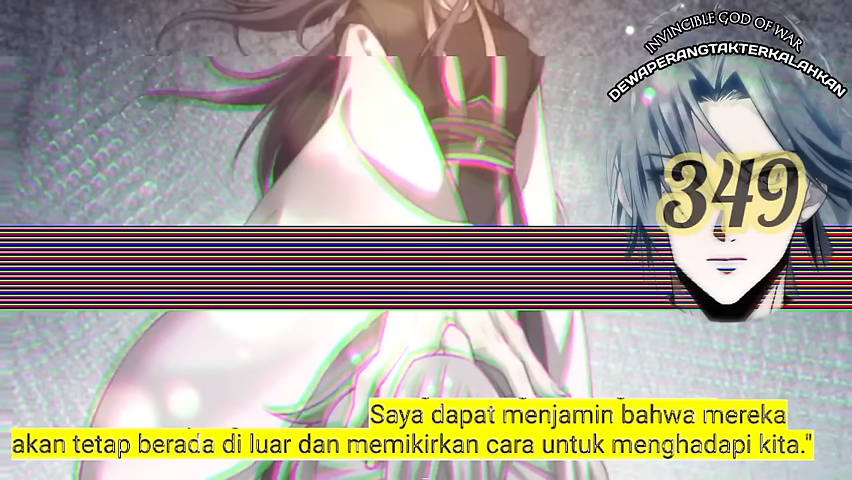 INVINCIBLE GOD OF WAR
DEWAPERANGTAKTERKALAHKAN
349
Saya dapat menjamin bahwa mereka
akan tetap berada di luar dan memikirkan cara untuk menghadapi kita."